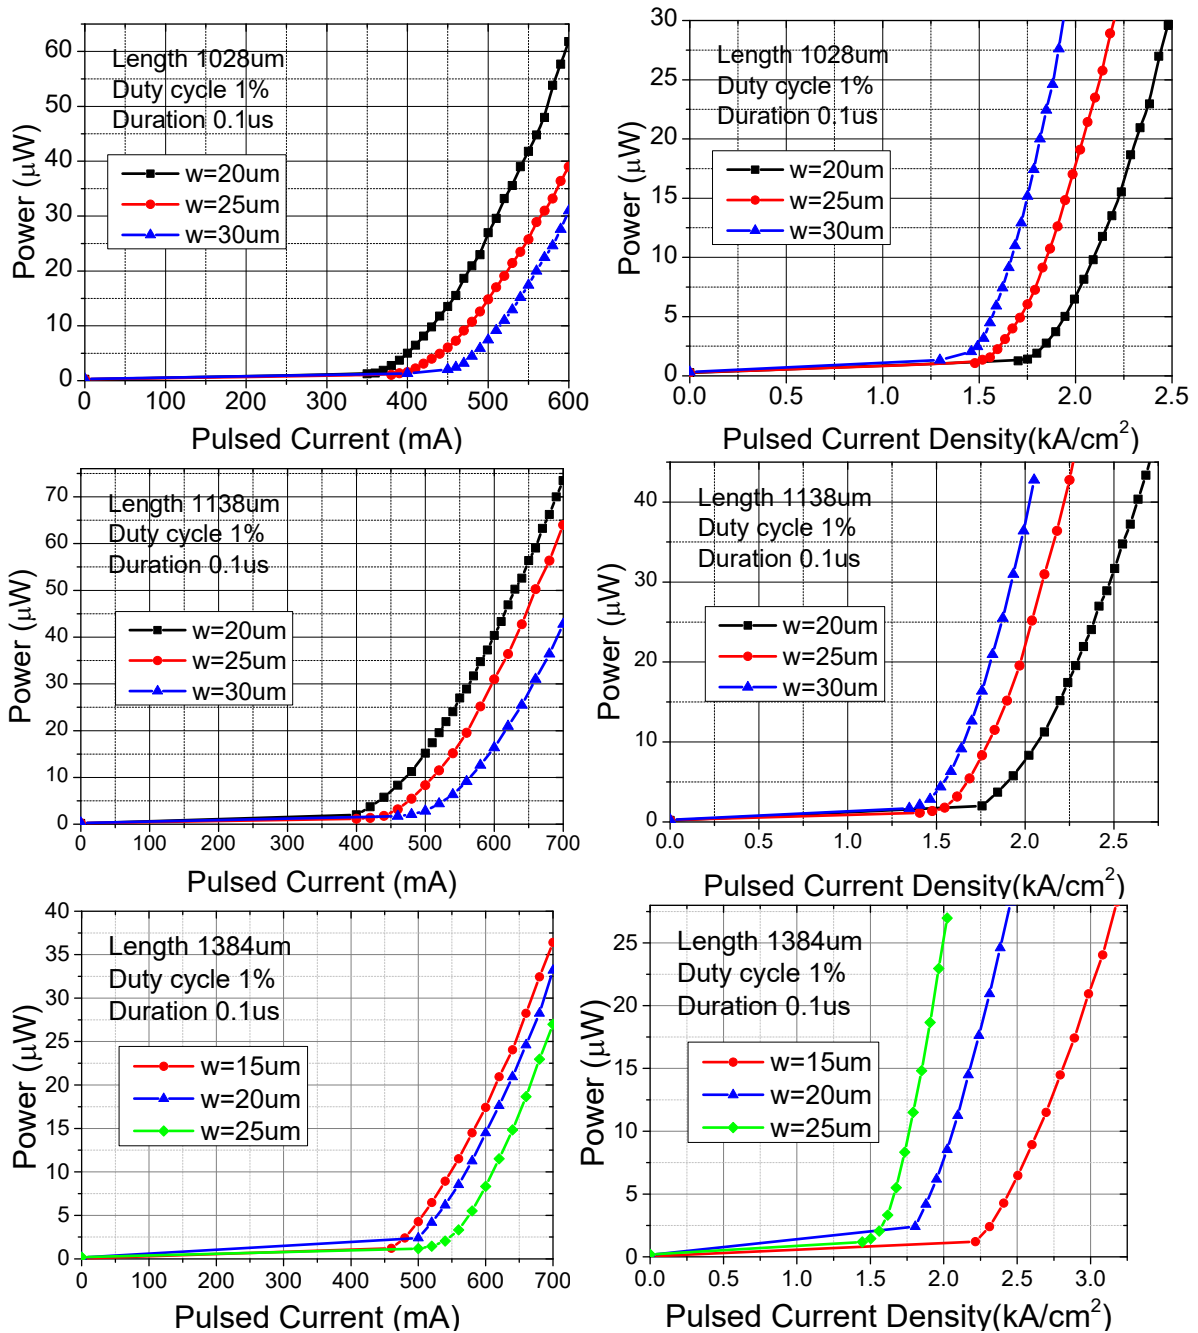 Power (μW)
60
50
40
30
20
10
0
Length 1028um
Duty cycle 1%
Duration 0.1us
w=20um
w=25um
w=30um
0 100 200 300 400 500 600
Pulsed Current (mA)
Power (μW)
30
25
20
15
10
5
0
Length 1028um
Duty cycle 1%
Duration 0.1us
w=20um
w=25um
w=30um
0.0 0.5 1.0 1.5 2.0 2.5
Pulsed Current Density(kA/cm²)
Power (μW)
70
60
50
40
30
20
10
0
Length 1138um
Duty cycle 1%
Duration 0.1us
w=20um
w=25um
w=30um
0 100 200 300 400 500 600 700
Pulsed Current (mA)
Power (μW)
40
30
20
10
0
Length 1138um
Duty cycle 1%
Duration 0.1us
w=20um
w=25um
w=30um
0.0 0.5 1.0 1.5 2.0 2.5
Pulsed Current Density(kA/cm²)
Power (μW)
40
35
30
25
20
15
10
5
0
Length 1384um
Duty cycle 1%
Duration 0.1us
w=15um
w=20um
w=25um
0 100 200 300 400 500 600 700
Pulsed Current (mA)
Power (μW)
25
20
15
10
5
0
Length 1384um
Duty cycle 1%
Duration 0.1us
w=15um
w=20um
w=25um
0.0 0.5 1.0 1.5 2.0 2.5 3.0
Pulsed Current Density(kA/cm²)